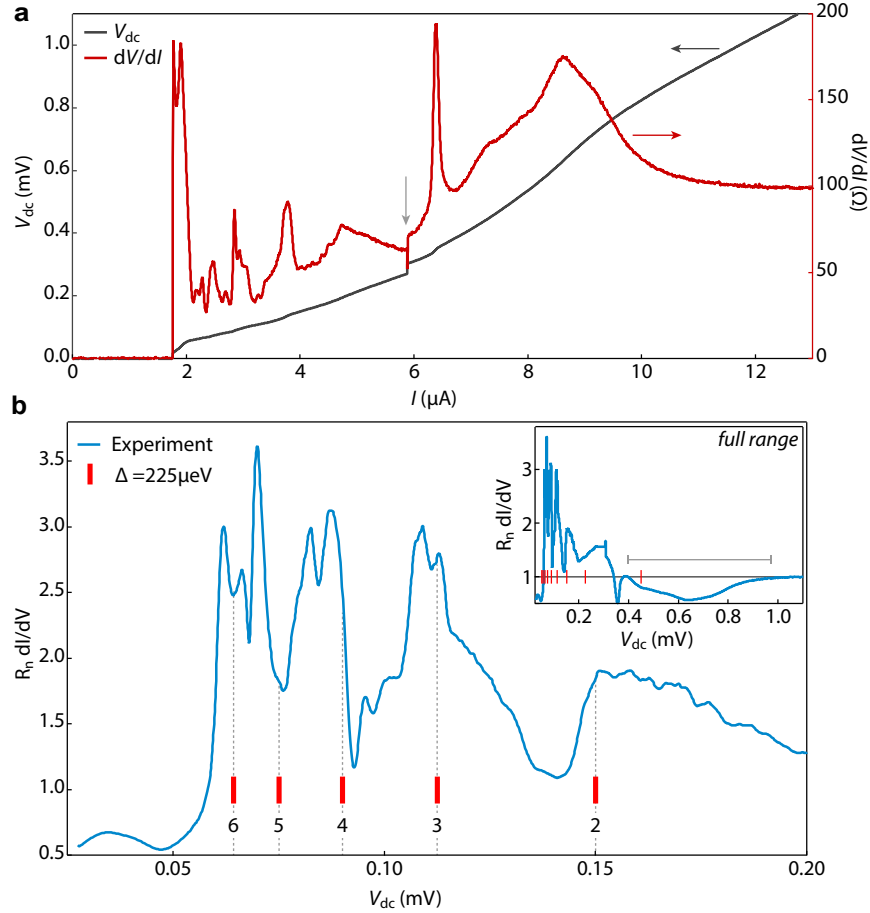 a
V_dc
dV/dI
1.0
0.8
0.6
0.4
0.2
0.0
V_dc (mV)
200
150
100
50
0
dV/dI (Ω)
0 2 4 6 8 10 12
I (µA)
b
Experiment
Δ =225µeV
3.5
3.0
2.5
2.0
1.5
1.0
0.5
R_n dI/dV
6 5 4 3 2
0.05 0.10 0.15 0.20
V_dc (mV)
full range
3
2
1
R_n dI/dV
0.2 0.4 0.6 0.8 1.0
V_dc (mV)